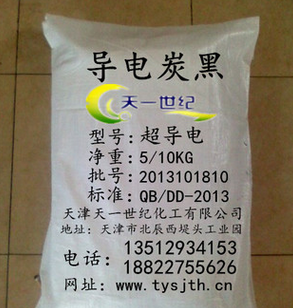 导电炭黑
天一世纪
型号:超导电
净重:5/10KG
批号:2013101810
标准:QB/DD-2013
天津天一世纪化工有限公司
地址:天津市北辰西堤头工业园
电话:13512934153
18822755626
网址:www.tysjth.cn